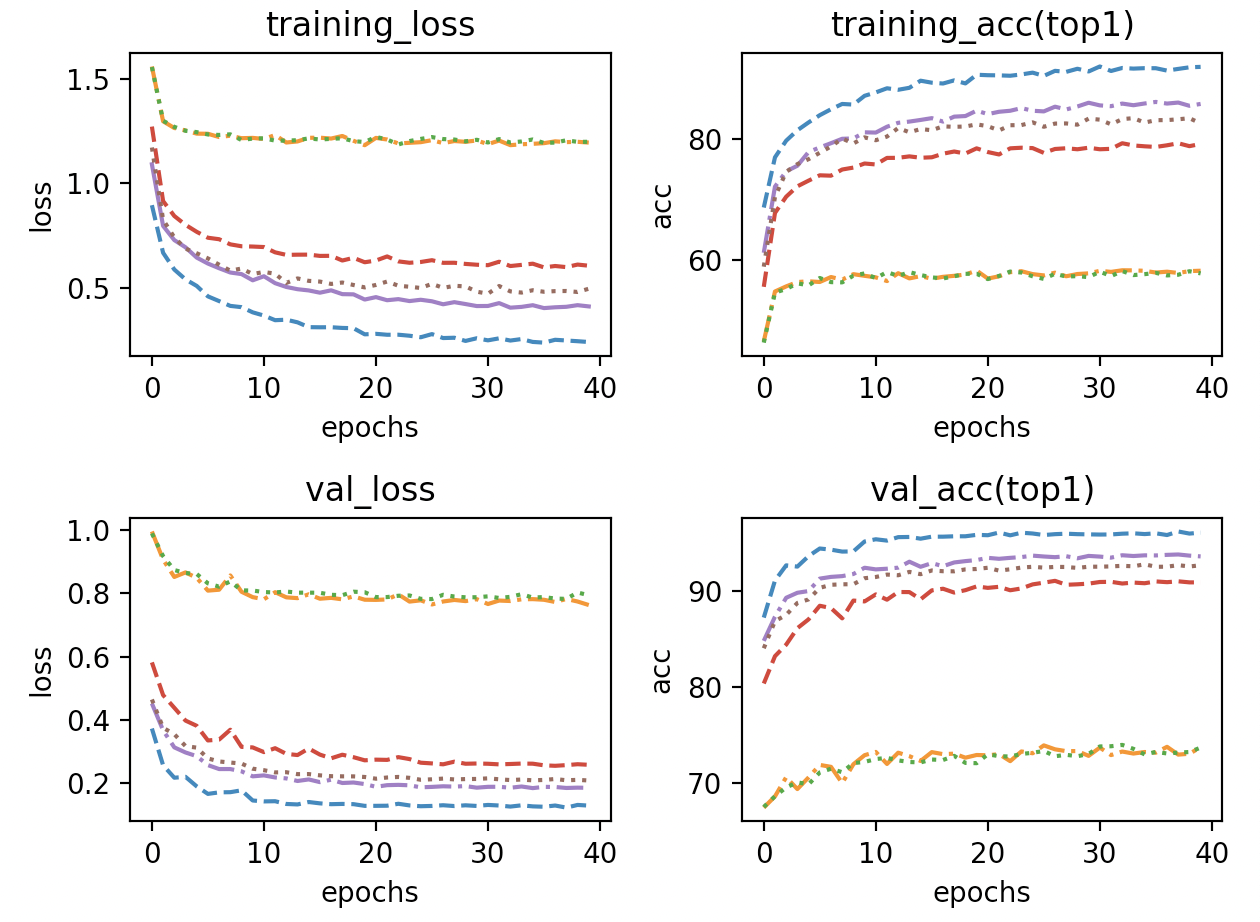 training_loss
1.5
1.0
0.5
loss
0 10 20 30 40
epochs
training_acc(top1)
80
60
acc
0 10 20 30 40
epochs
val_loss
1.0
0.8
0.6
0.4
0.2
loss
0 10 20 30 40
epochs
val_acc(top1)
90
80
70
acc
0 10 20 30 40
epochs